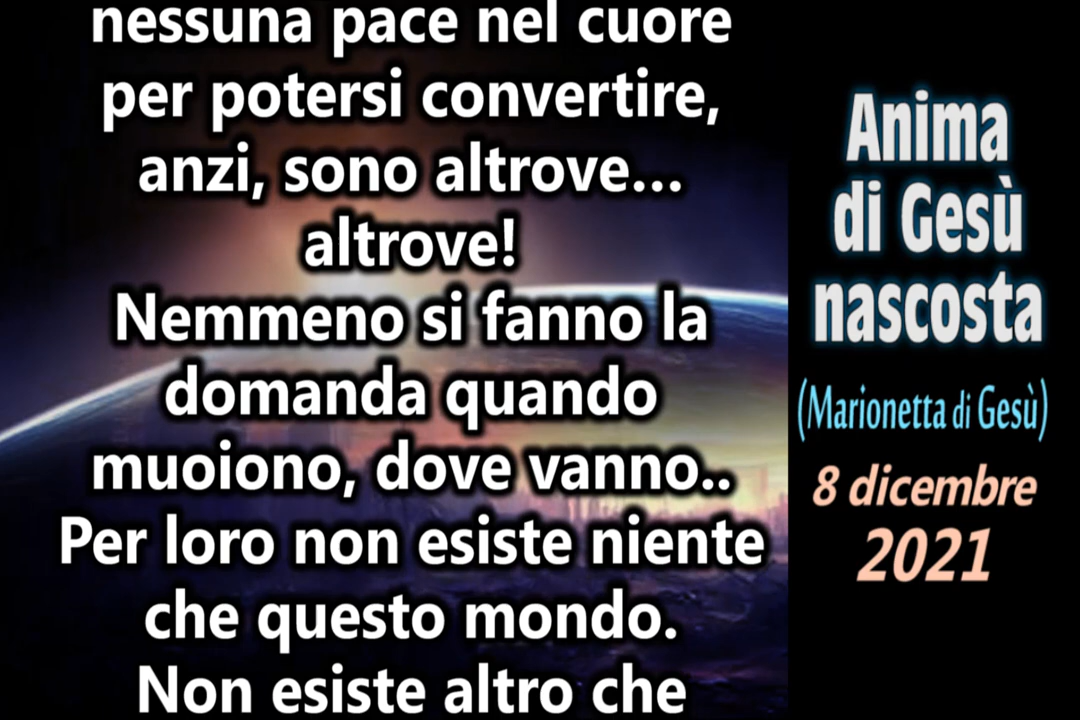 nessuna pace nel cuore
per potersi convertire,
anzi, sono altrove...
altrove!
Nemmeno si fanno la
domanda quando
muoiono, dove vanno..
Per loro non esiste niente
che questo mondo.
Non esiste altro che
Anima
di Gesù
nascosta
(Marionetta di Gesù)
8 dicembre
2021